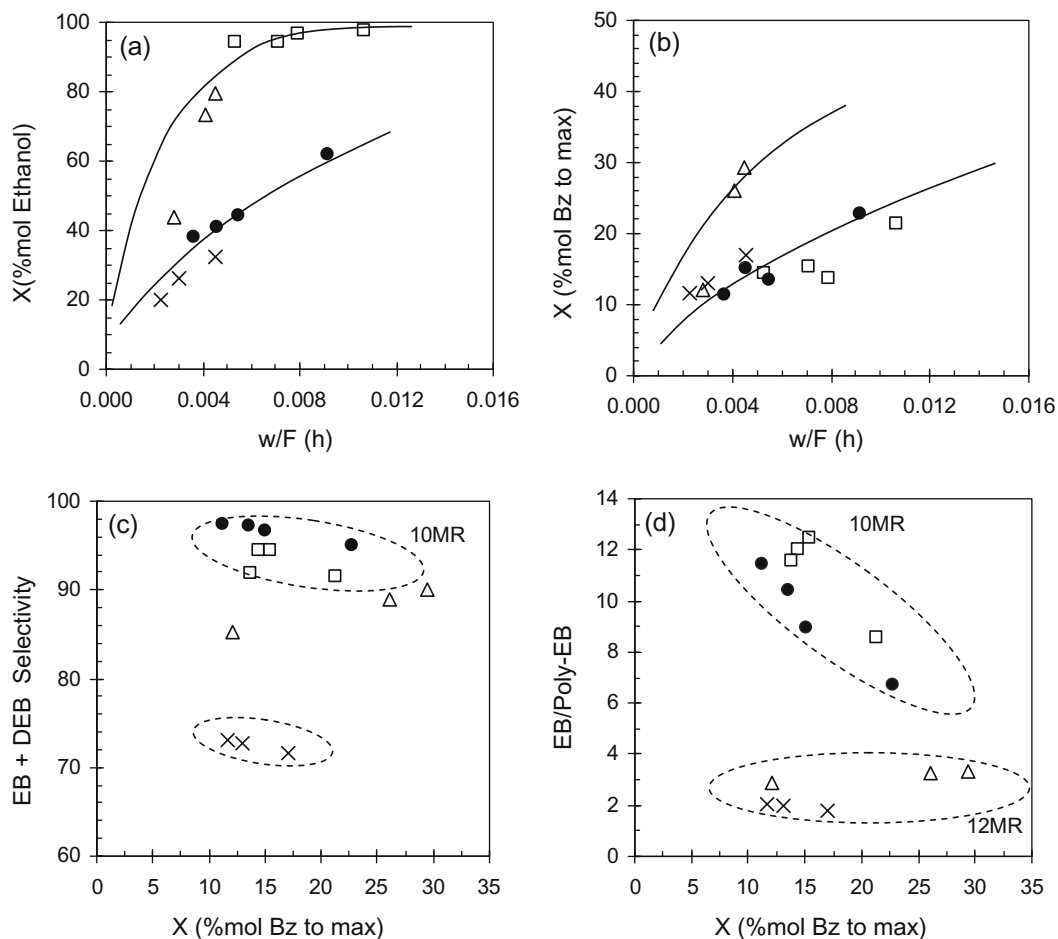 (a)
X(%mol Ethanol)
100
80
60
40
20
0
0.000 0.004 0.008 0.012 0.016
w/F (h)
(b)
X (%mol Bz to max)
50
40
30
20
10
0
0.000 0.004 0.008 0.012 0.016
w/F (h)
(c)
EB + DEB Selectivity
100
90
80
70
60
10MR
0 5 10 15 20 25 30 35
X (%mol Bz to max)
(d)
EB/Poly-EB
14
12
10
8
6
4
2
0
10MR
12MR
0 5 10 15 20 25 30 35
X (%mol Bz to max)